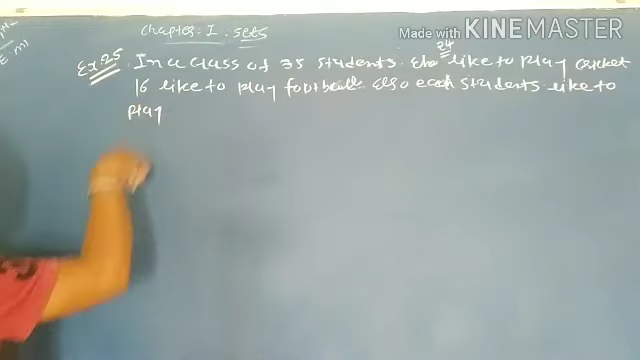 Made with KINEMASTER
chapter: I. sets
Ex 25. In a class of 35 students. 24 like to play cricket
16 like to play football. also each students like to
play